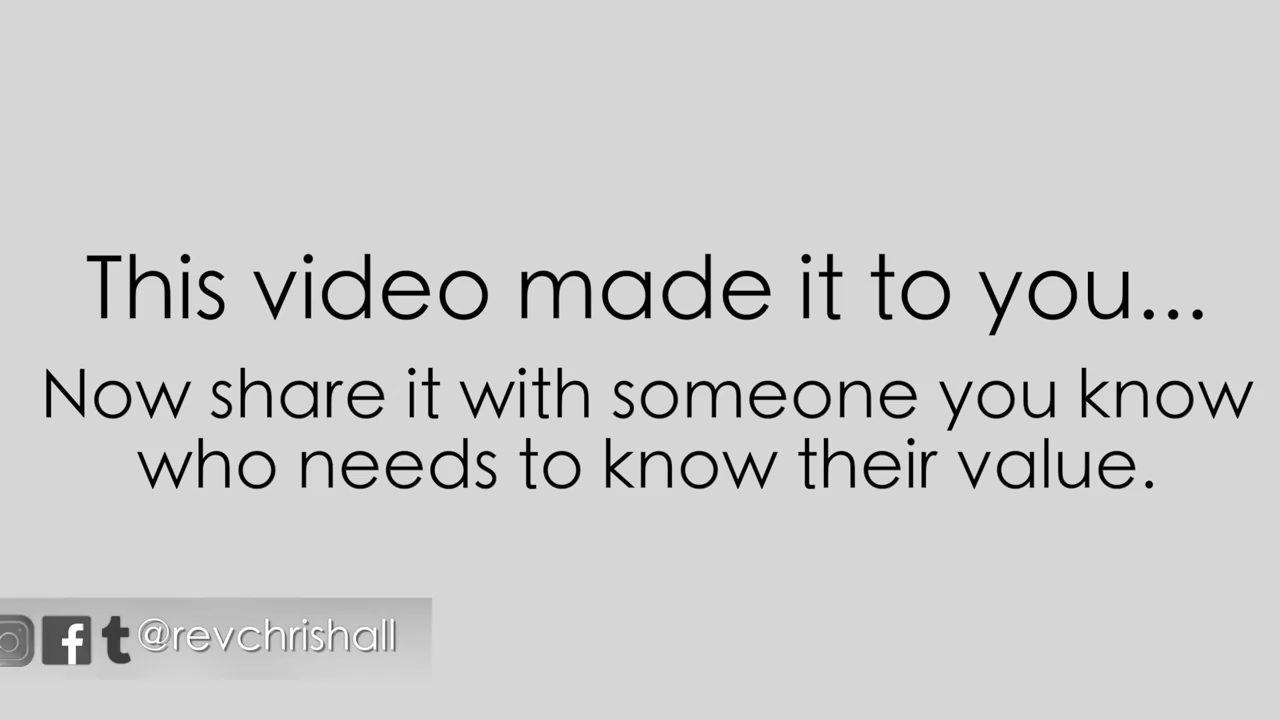 This video made it to you...
Now share it with someone you know
who needs to know their value.
@revchrishall